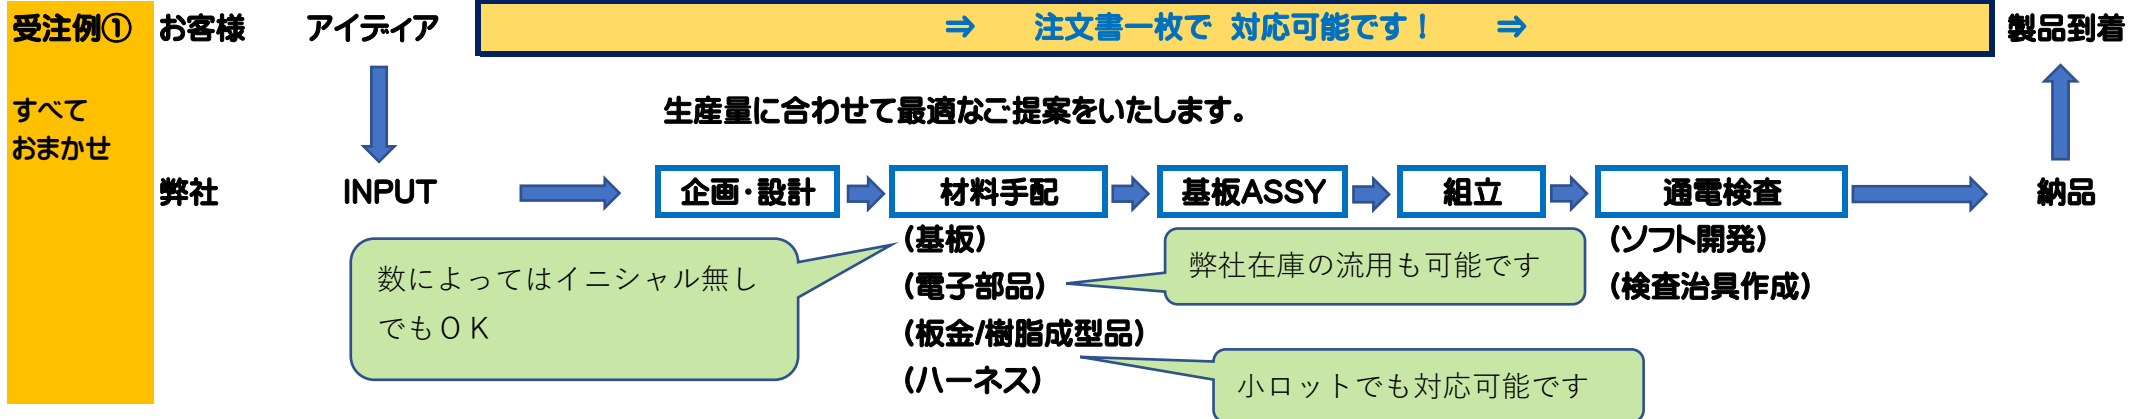 受注例① お客様 アイディア ⇒ 注文書一枚で 対応可能です！ ⇒ 製品到着
すべて
おまかせ
生産量に合わせて最適なご提案をいたします。
弊社 INPUT 企画・設計 材料手配 基板ASSY 組立 通電検査 納品
(基板)
(電子部品)
(板金/樹脂成型品)
(ハーネス)
(ソフト開発)
(検査治具作成)
数によってはイニシャル無し
でもＯＫ
弊社在庫の流用も可能です
小ロットでも対応可能です